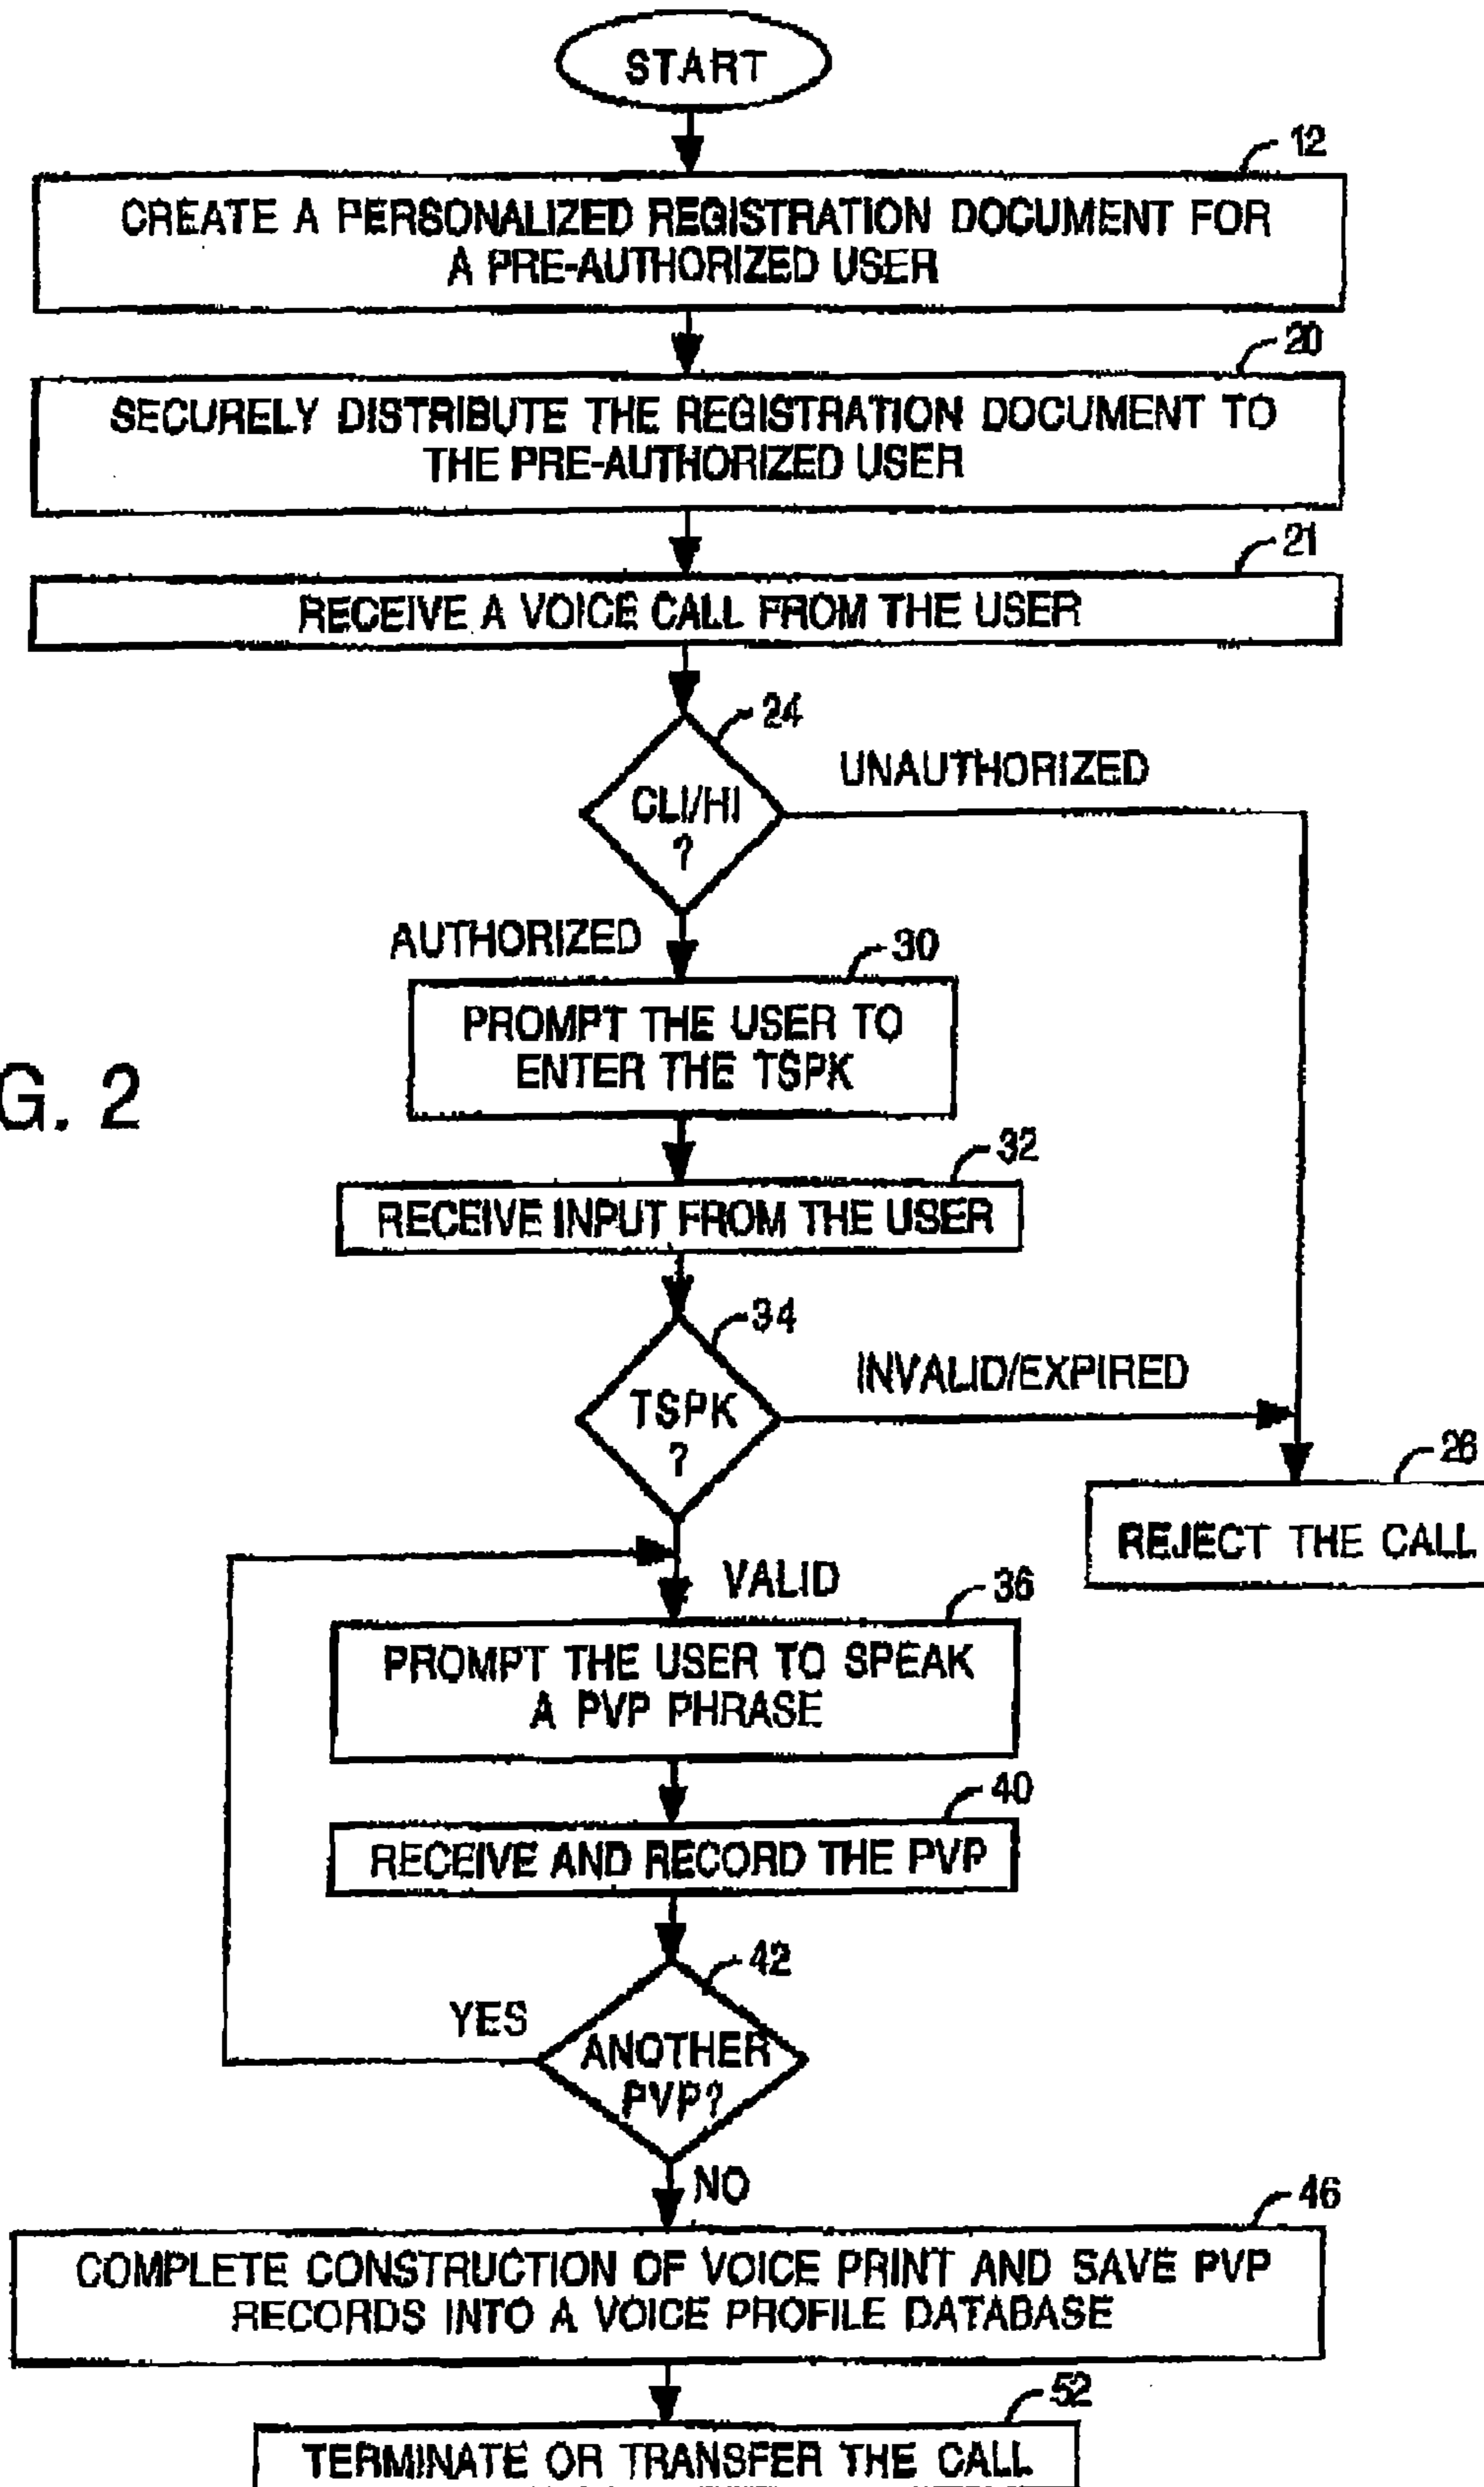 START
12
CREATE A PERSONALIZED REGISTRATION DOCUMENT FOR
A PRE-AUTHORIZED USER
20
SECURELY DISTRIBUTE THE REGISTRATION DOCUMENT TO
THE PRE-AUTHORIZED USER
21
RECEIVE A VOICE CALL FROM THE USER
24
CLI/HI
?
UNAUTHORIZED
AUTHORIZED
30
PROMPT THE USER TO
ENTER THE TSPK
G. 2
32
RECEIVE INPUT FROM THE USER
34
TSPK
?
INVALID/EXPIRED
26
REJECT THE CALL
VALID
36
PROMPT THE USER TO SPEAK
A PVP PHRASE
40
RECEIVE AND RECORD THE PVP
42
ANOTHER
PVP?
YES
NO
46
COMPLETE CONSTRUCTION OF VOICE PRINT AND SAVE PVP
RECORDS INTO A VOICE PROFILE DATABASE
52
TERMINATE OR TRANSFER THE CALL